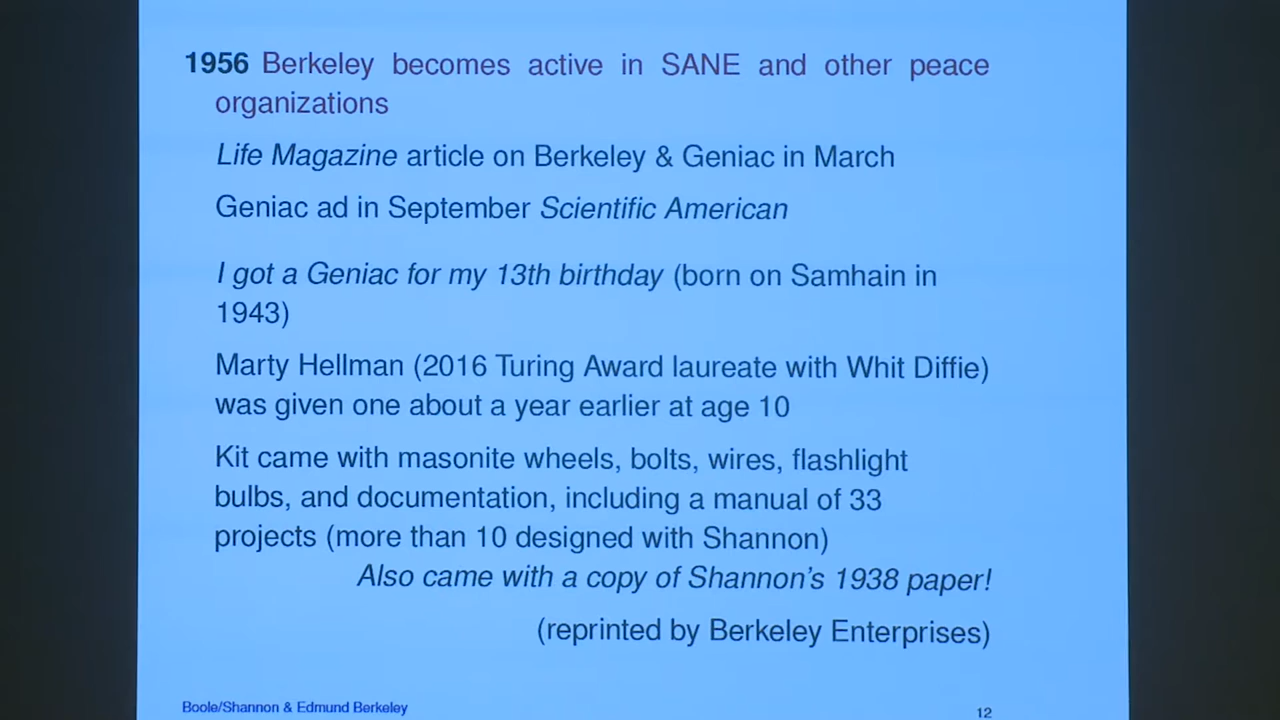 1956 Berkeley becomes active in SANE and other peace
organizations
Life Magazine article on Berkeley & Geniac in March
Geniac ad in September Scientific American
I got a Geniac for my 13th birthday (born on Samhain in
1943)
Marty Hellman (2016 Turing Award laureate with Whit Diffie)
was given one about a year earlier at age 10
Kit came with masonite wheels, bolts, wires, flashlight
bulbs, and documentation, including a manual of 33
projects (more than 10 designed with Shannon)
Also came with a copy of Shannon's 1938 paper!
(reprinted by Berkeley Enterprises)
Boole/Shannon & Edmund Berkeley
12